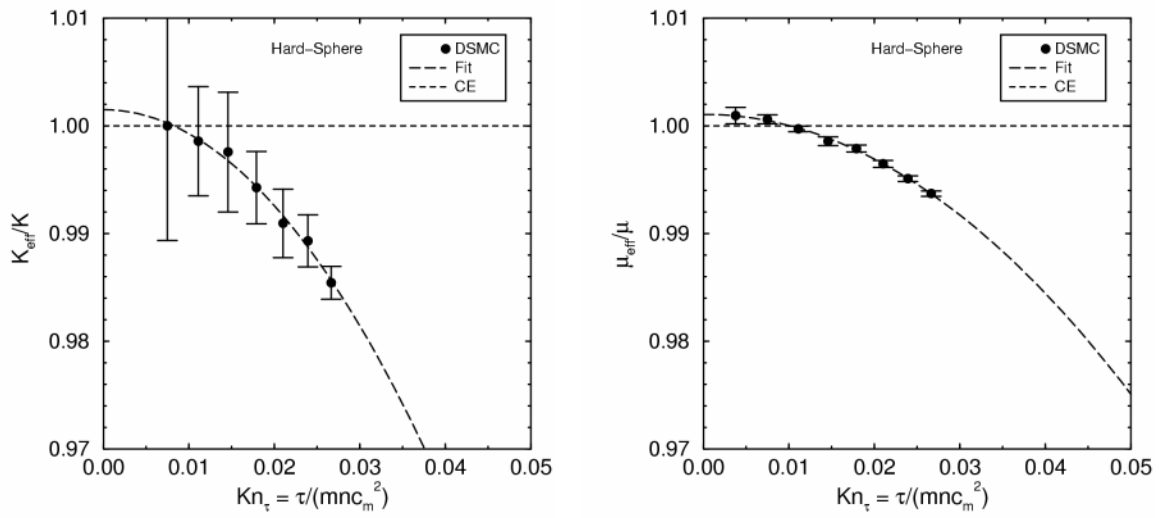 1.01
1.00
0.99
0.98
0.97
K_eff/K
Hard–Sphere
DSMC
Fit
CE
0.00 0.01 0.02 0.03 0.04 0.05
Kn_τ = τ/(mnc_m^2)
1.01
1.00
0.99
0.98
0.97
μ_eff/μ
Hard–Sphere
DSMC
Fit
CE
0.00 0.01 0.02 0.03 0.04 0.05
Kn_τ = τ/(mnc_m^2)